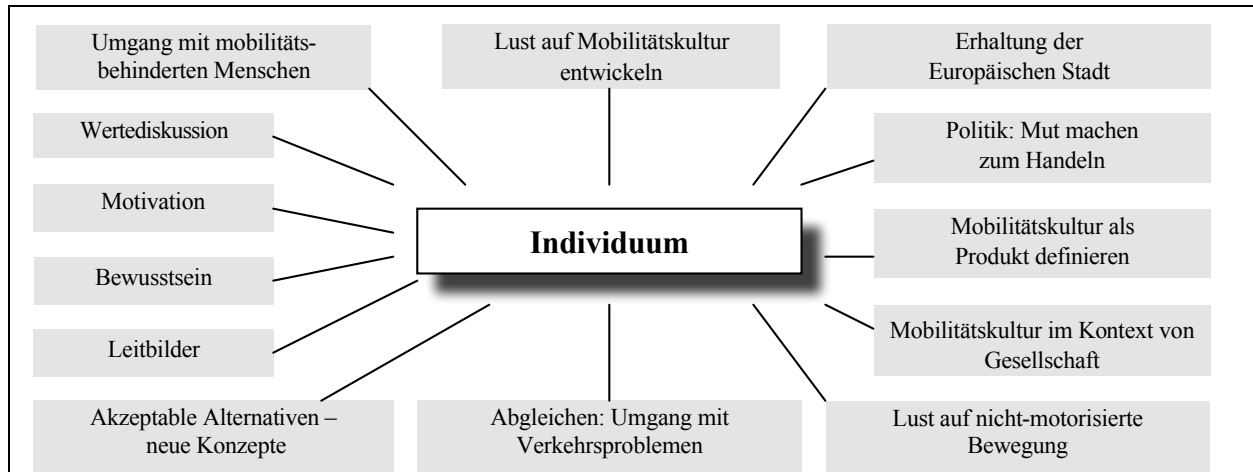 Umgang mit mobilitäts-
behinderten Menschen
Lust auf Mobilitätskultur
entwickeln
Erhaltung der
Europäischen Stadt
Wertediskussion
Politik: Mut machen
zum Handeln
Motivation
Individuum
Mobilitätskultur als
Produkt definieren
Bewusstsein
Leitbilder
Mobilitätskultur im Kontext von
Gesellschaft
Akzeptable Alternativen –
neue Konzepte
Abgleichen: Umgang mit
Verkehrsproblemen
Lust auf nicht-motorisierte
Bewegung